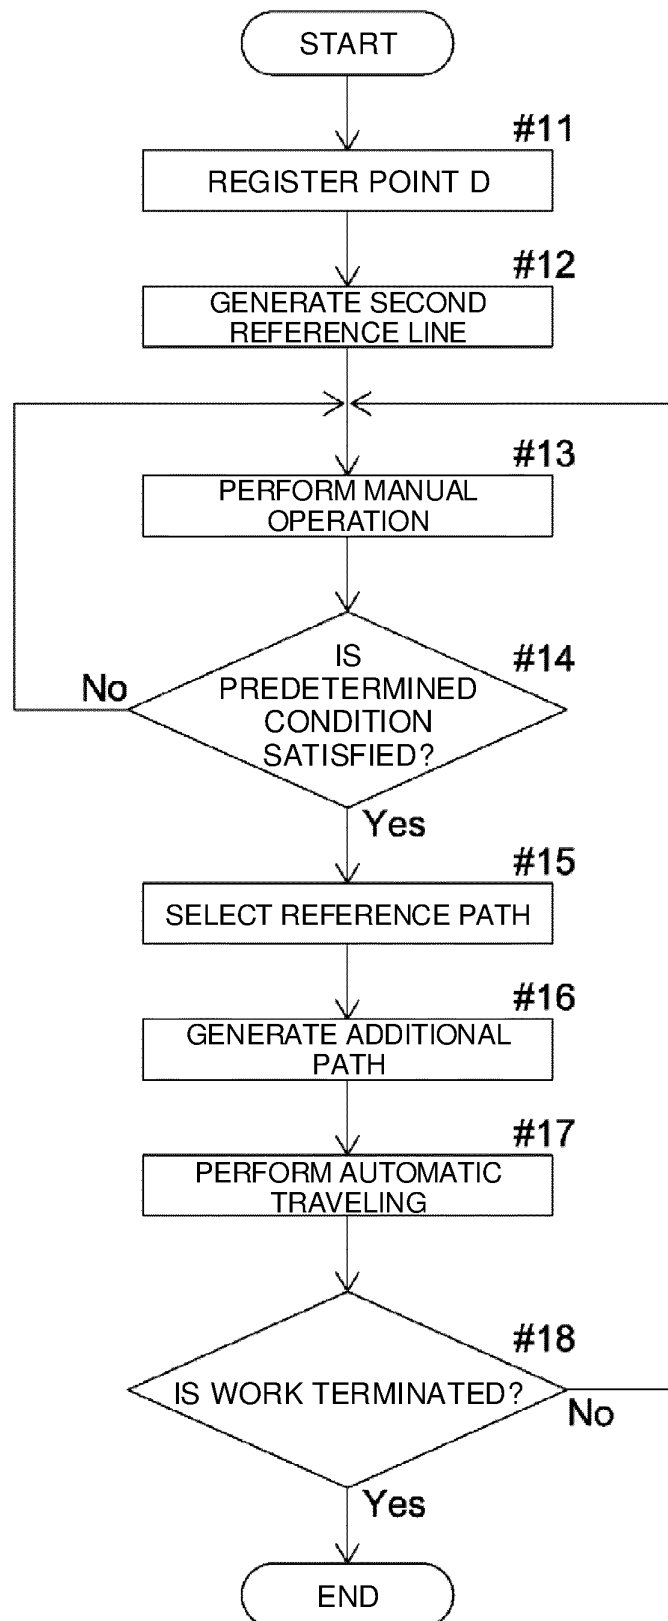 START
#11
REGISTER POINT D
#12
GENERATE SECOND
REFERENCE LINE
#13
PERFORM MANUAL
OPERATION
#14
IS
PREDETERMINED
CONDITION
SATISFIED?
No
Yes
#15
SELECT REFERENCE PATH
#16
GENERATE ADDITIONAL
PATH
#17
PERFORM AUTOMATIC
TRAVELING
#18
IS WORK TERMINATED?
No
Yes
END